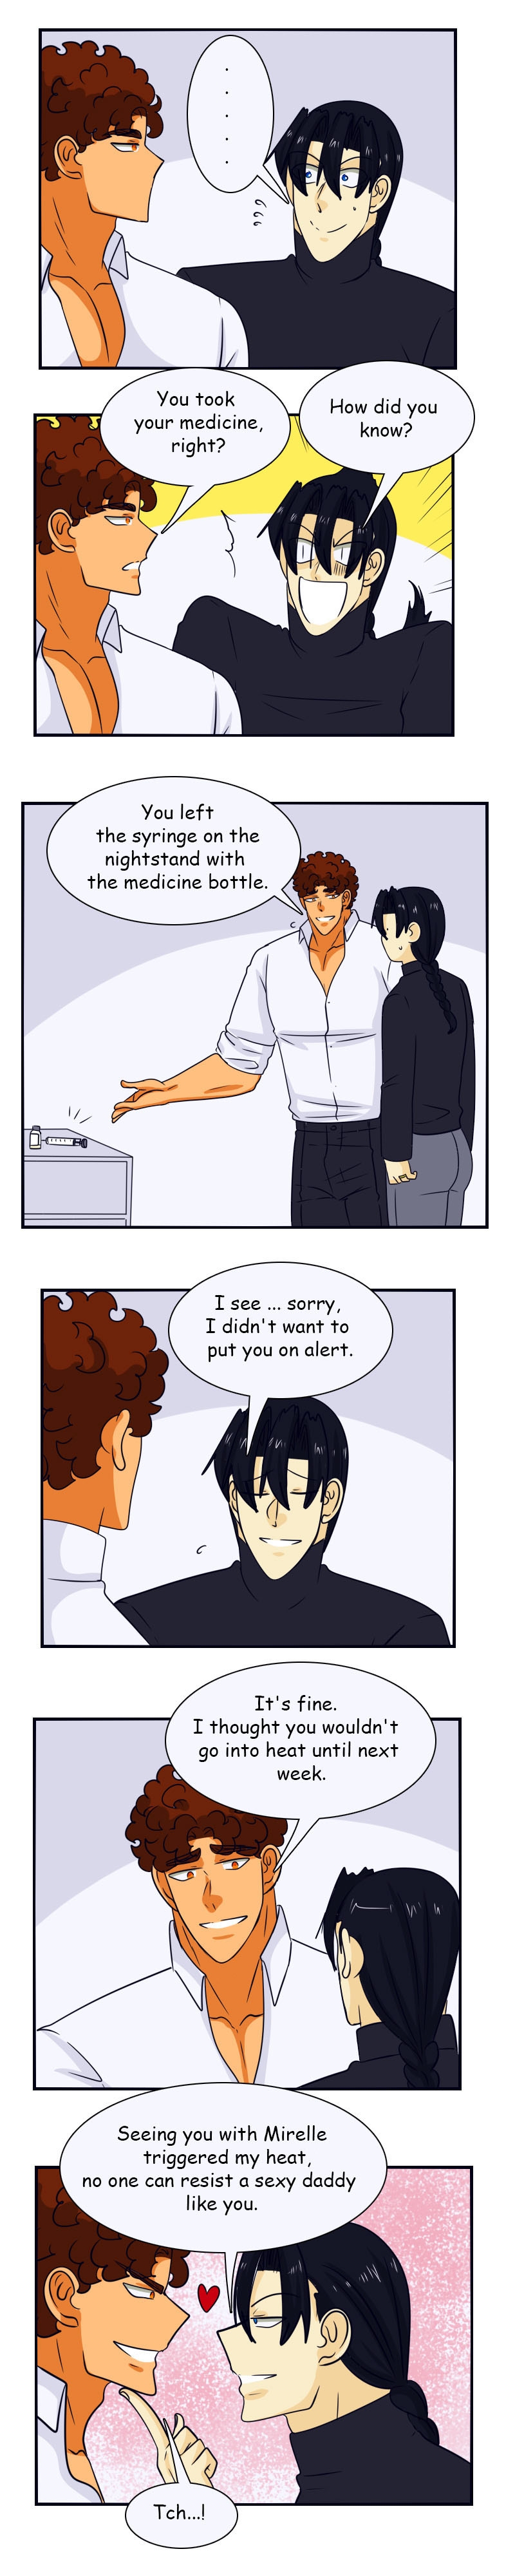 .
.
.
.
.
You took
your medicine,
right?
How did you
know?
You left
the syringe on the
nightstand with
the medicine bottle.
I see ... sorry,
I didn't want to
put you on alert.
It's fine.
I thought you wouldn't
go into heat until next
week.
Seeing you with Mirelle
triggered my heat,
no one can resist a sexy daddy
like you.
Tch...!